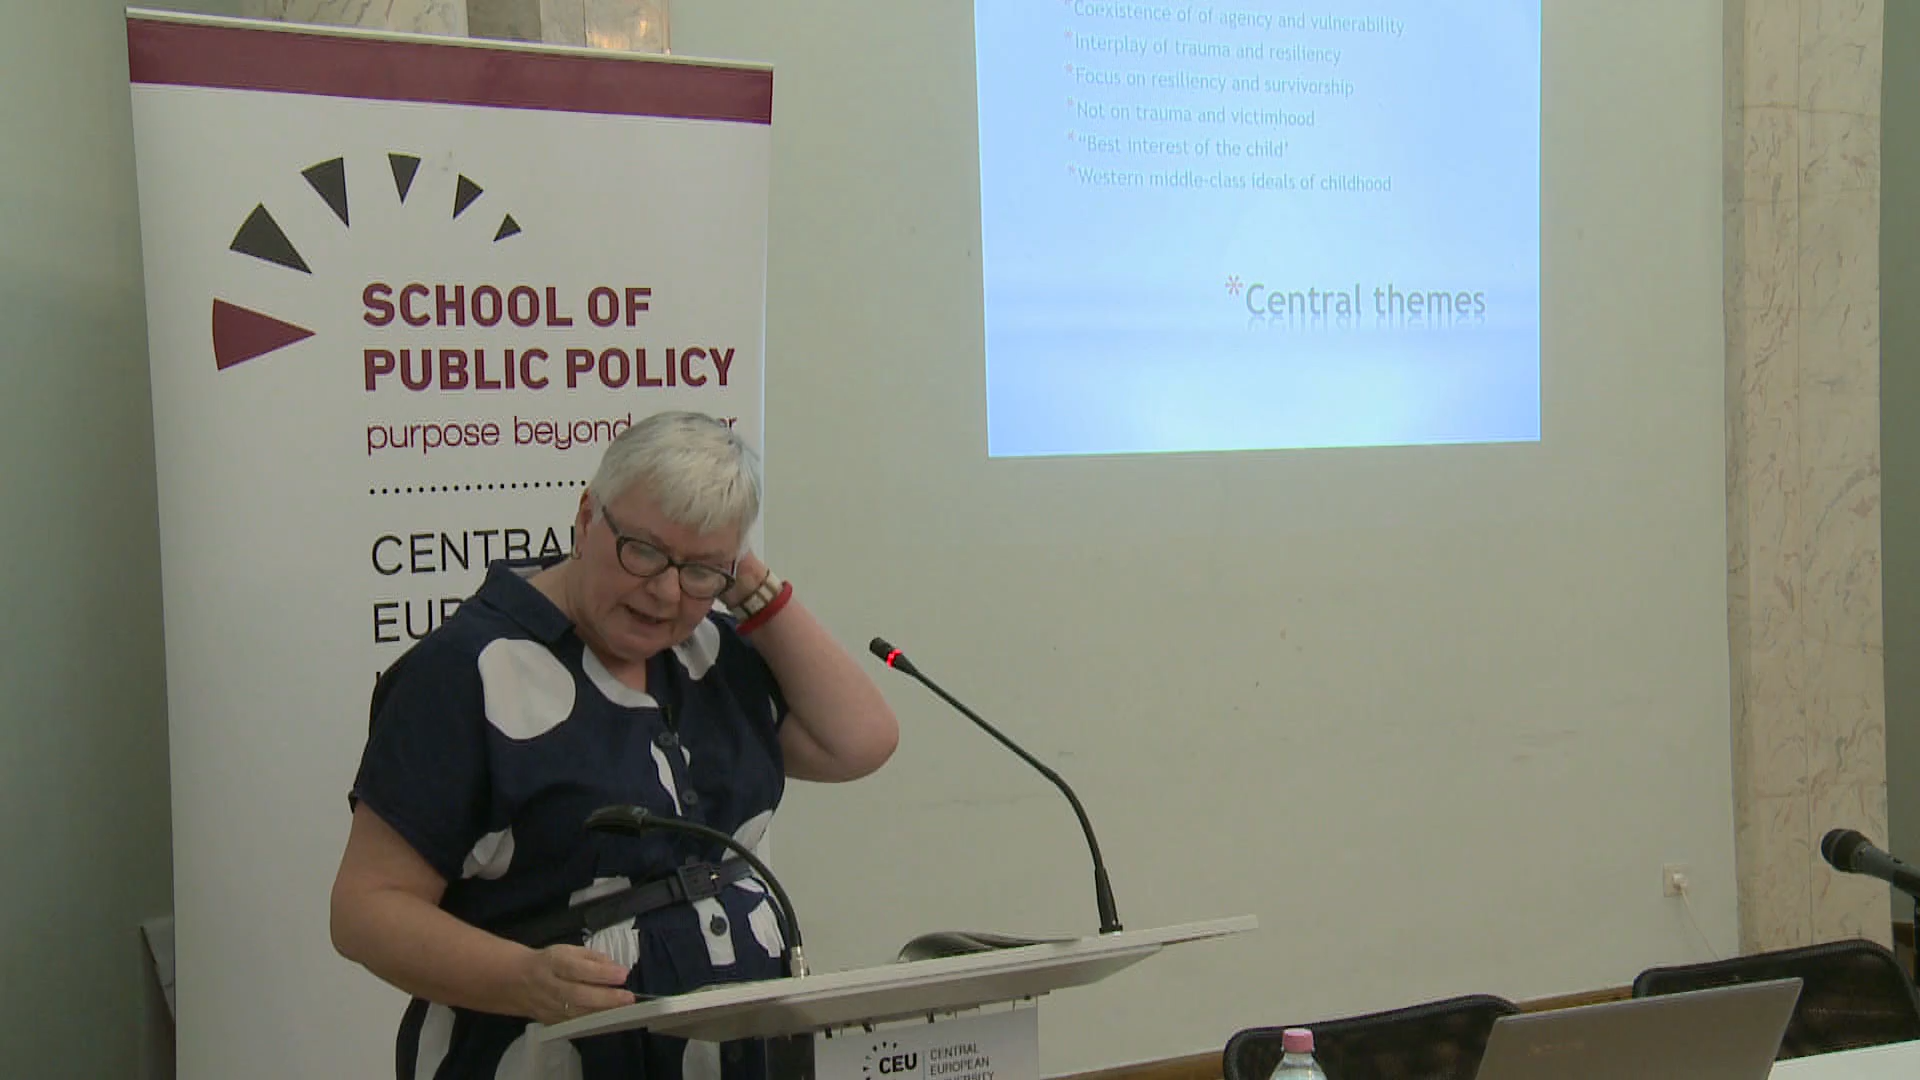 SCHOOL OF
PUBLIC POLICY
purpose beyond
CENTRAL
*Coexistence of of agency and vulnerability
*Interplay of trauma and resiliency
*Focus on resiliency and survivorship
*Not on trauma and victimhood
*"Best interest of the child'
*Western middle-class ideals of childhood
*Central themes
CEU
CENTRAL
EUROPEAN